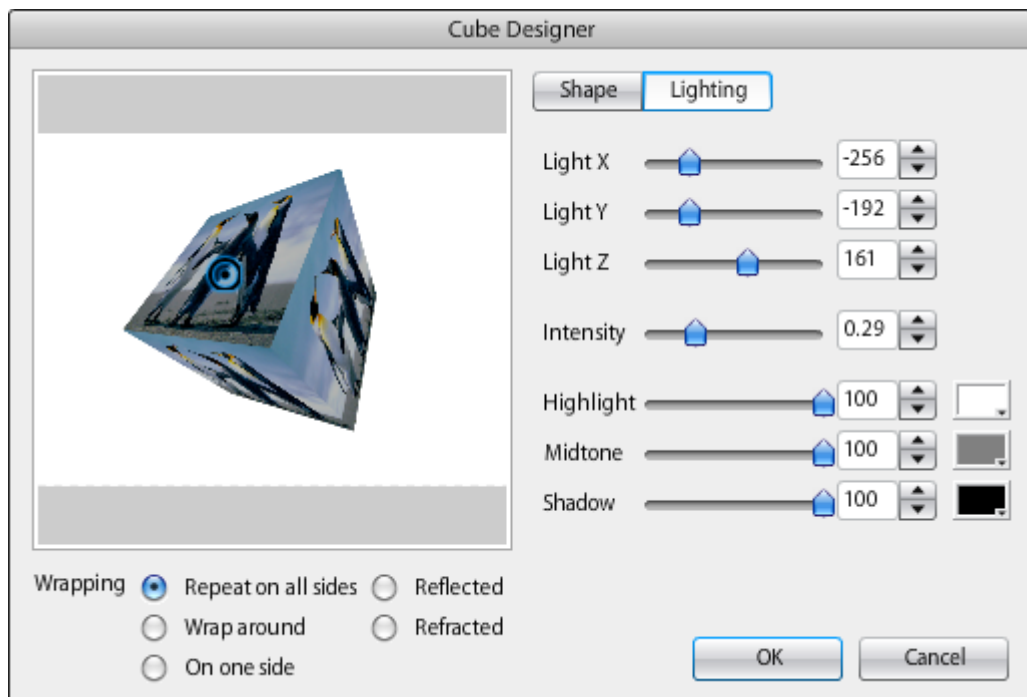 Cube Designer
Shape Lighting
Light X -256
Light Y -192
Light Z 161
Intensity 0.29
Highlight 100
Midtone 100
Shadow 100
Wrapping Repeat on all sides Reflected
Wrap around Refracted
On one side
OK Cancel